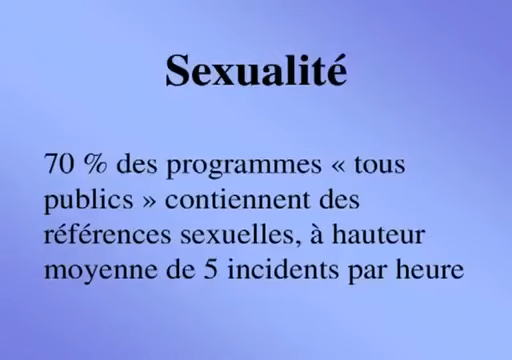 Sexualité
70 % des programmes « tous
publics » contiennent des
références sexuelles, à hauteur
moyenne de 5 incidents par heure